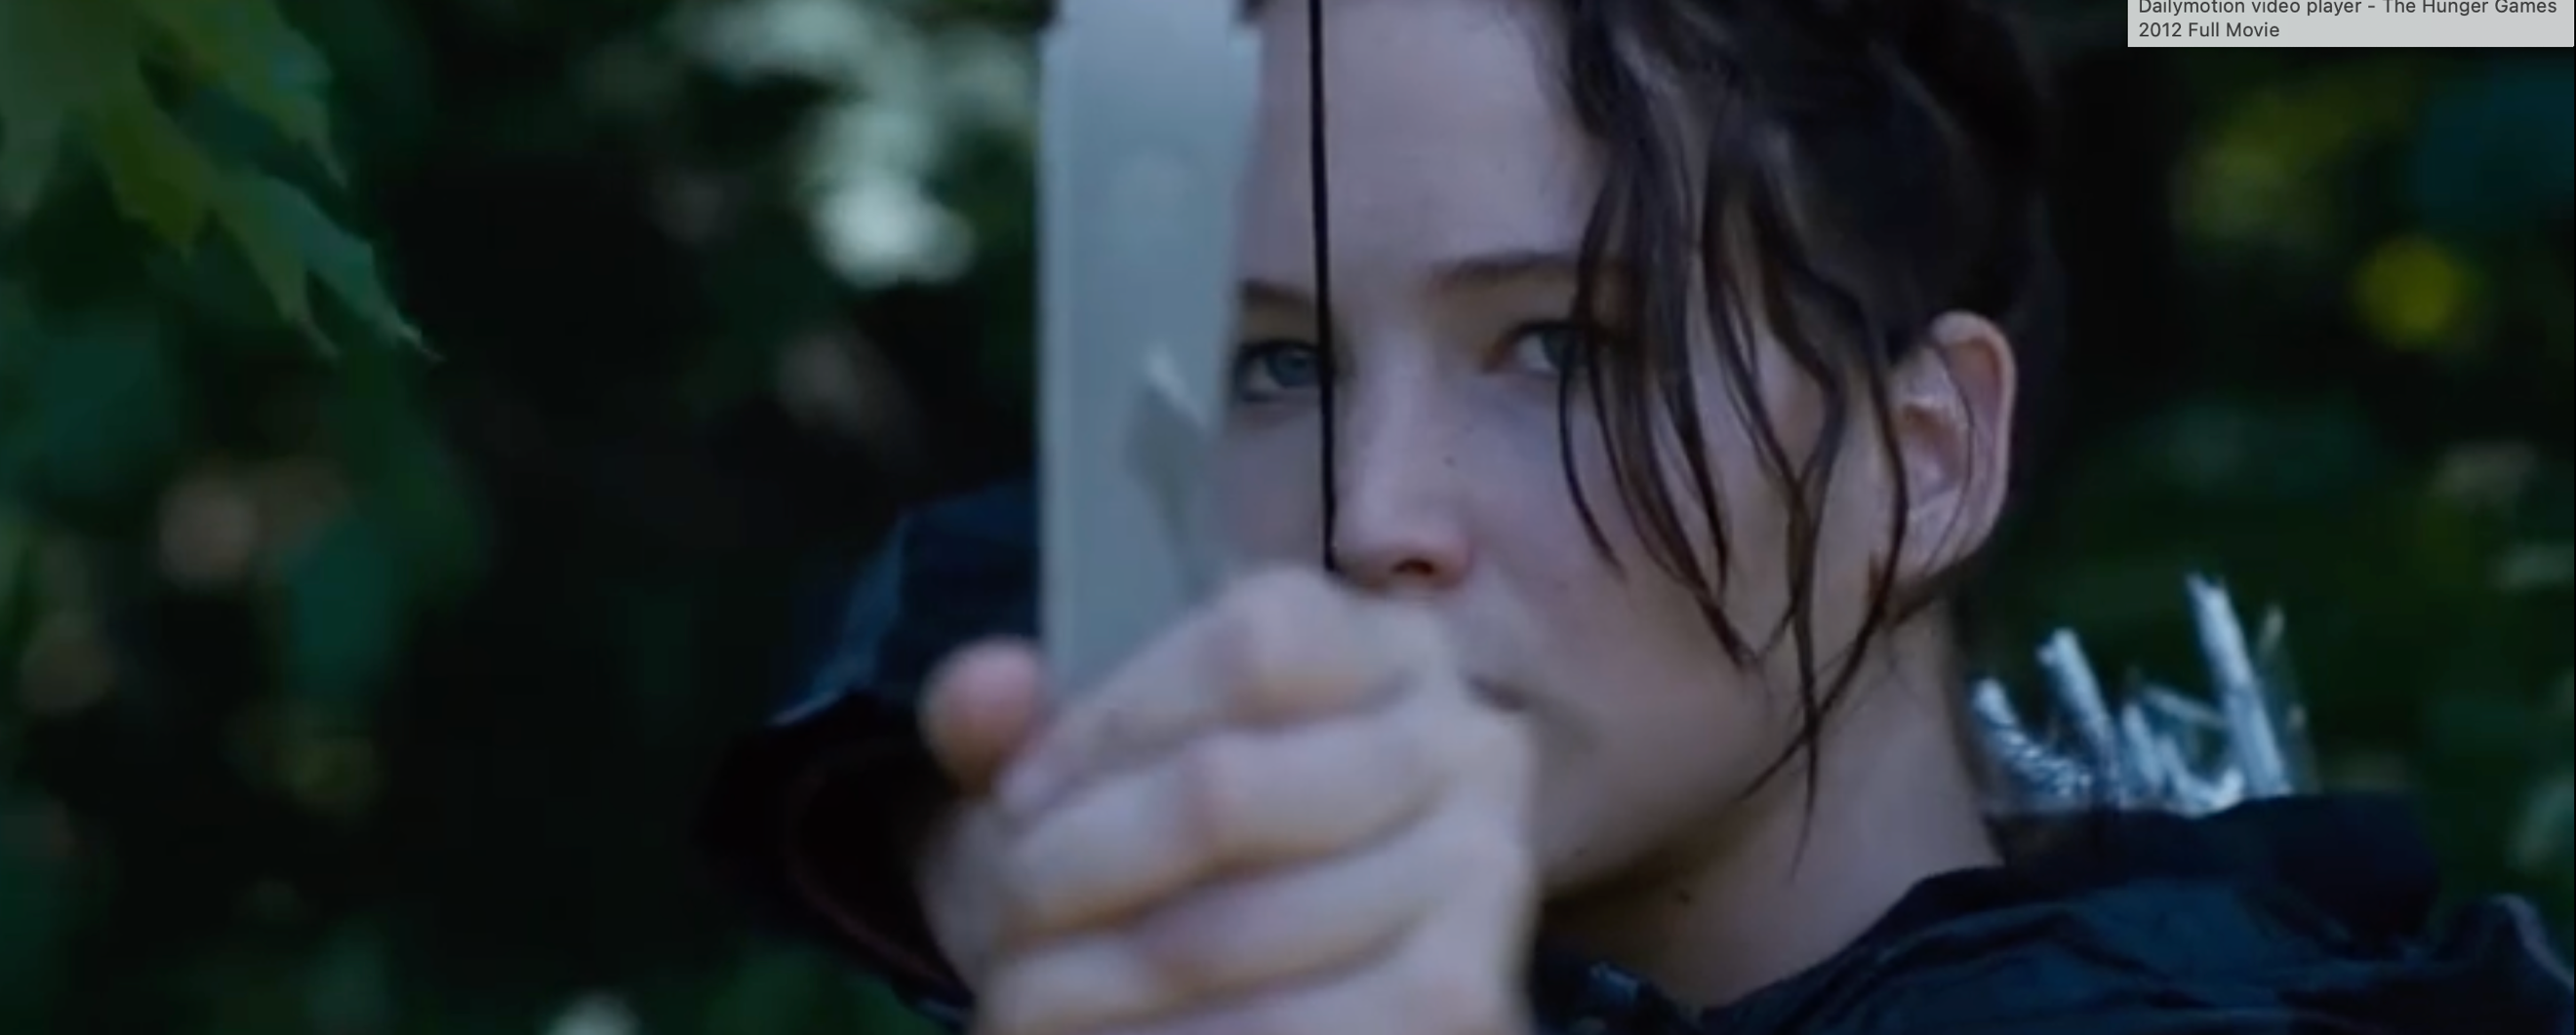 Dailymotion video player - The Hunger Games
2012 Full Movie